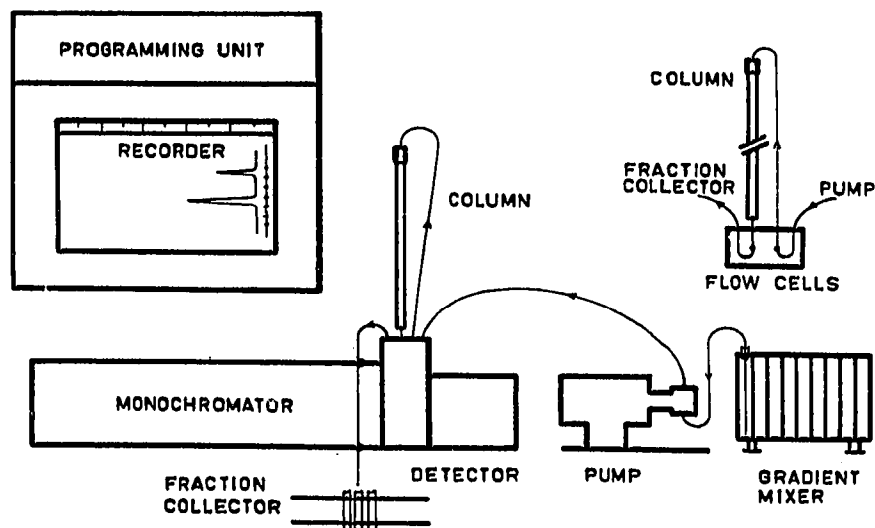 PROGRAMMING UNIT
RECORDER
COLUMN
COLUMN
FRACTION
COLLECTOR
PUMP
FLOW CELLS
MONOCHROMATOR
DETECTOR
PUMP
GRADIENT
MIXER
FRACTION
COLLECTOR